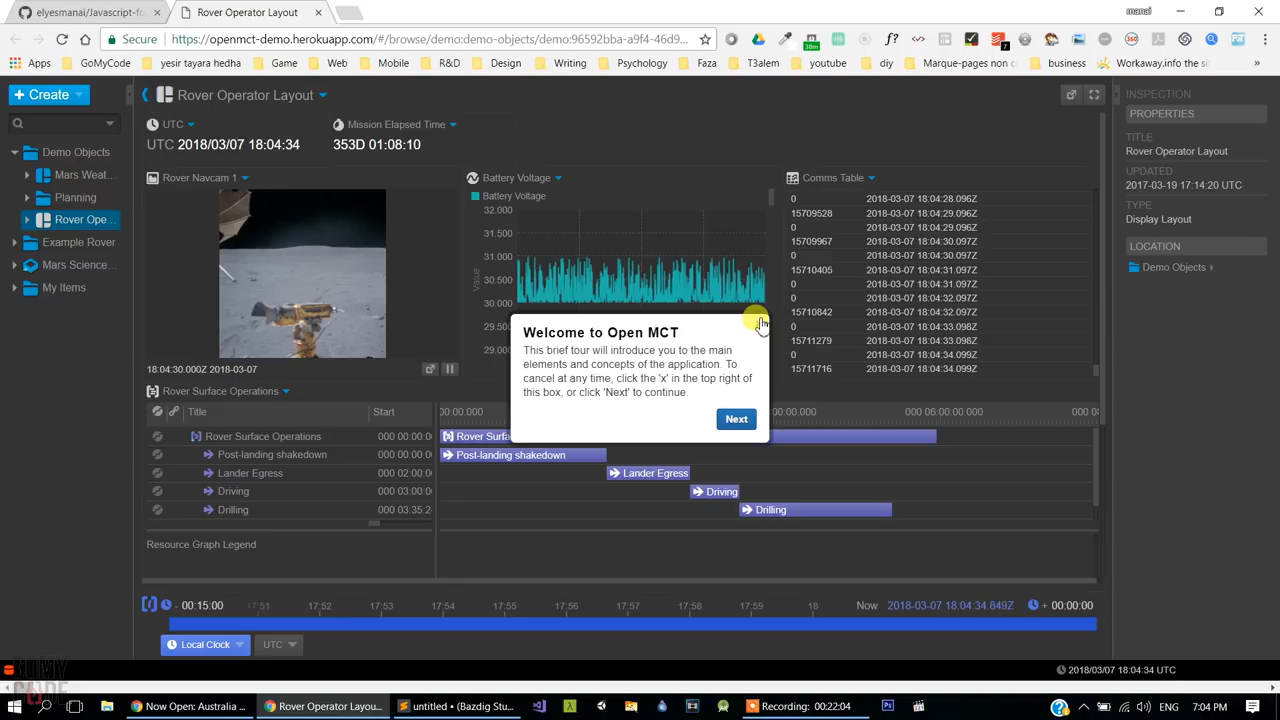 elyesmanai/Javascript-fo
Rover Operator Layout
manai
Secure
https://openmct-demo.herokuapp.com/#/browse/demo:demo-objects/demo:96592bba-a9f4-46d9...
38m
f?
7
360
Apps
GoMyCode
yesir tayara hedha
Game
Web
Mobile
R&D
Design
Writing
Psychology
Faza
T3alem
youtube
diy
Marque-pages non c
business
Workaway.info the si
»
+ Create
Rover Operator Layout
INSPECTION
PROPERTIES
UTC
Mission Elapsed Time
TITLE
UTC 2018/03/07 18:04:34
353D 01:08:10
Rover Operator Layout
Demo Objects
Mars Weat...
Planning
Rover Ope...
Example Rover
Mars Science...
My Items
UPDATED
2017-03-19 17:14:20 UTC
TYPE
Display Layout
LOCATION
Demo Objects
Rover Navcam 1
18:04:30.000Z 2018-03-07
Battery Voltage
Battery Voltage
32.000
31.500
31.000
30.500
30.000
29.500
29.000
Value
Comms Table
0 2018-03-07 18:04:28.096Z
15709528 2018-03-07 18:04:29.096Z
0 2018-03-07 18:04:29.096Z
15709967 2018-03-07 18:04:30.097Z
0 2018-03-07 18:04:30.097Z
15710405 2018-03-07 18:04:31.097Z
0 2018-03-07 18:04:31.097Z
0 2018-03-07 18:04:32.097Z
15710842 2018-03-07 18:04:32.097Z
0 2018-03-07 18:04:33.098Z
15711279 2018-03-07 18:04:33.098Z
0 2018-03-07 18:04:34.099Z
15711716 2018-03-07 18:04:34.099Z
Welcome to Open MCT
This brief tour will introduce you to the main
elements and concepts of the application. To
cancel at any time, click the 'x' in the top right of
this box, or click 'Next' to continue.
Next
Rover Surface Operations
Title
Start
00:00.000
00:00.000
000 06:00:00.000
000 0
Rover Surface Operations
000 00:00:0
Rover Surfa
Post-landing shakedown
000 00:00:0
Post-landing shakedown
Lander Egress
000 02:00:0
Lander Egress
Driving
000 03:00:0
Driving
Drilling
000 03:35:2
Drilling
Resource Graph Legend
- 00:15:00
17:51
17:52
17:53
17:54
17:55
17:56
17:57
17:58
17:59
18
Now
2018-03-07 18:04:34.849Z
+ 00:00:00
Local Clock
UTC
2018/03/07 18:04:34 UTC
Now Open: Australia ...
Rover Operator Layou...
untitled • (Bazdig Stu...
Recording: 00:22:04
Ps
7:04 PM